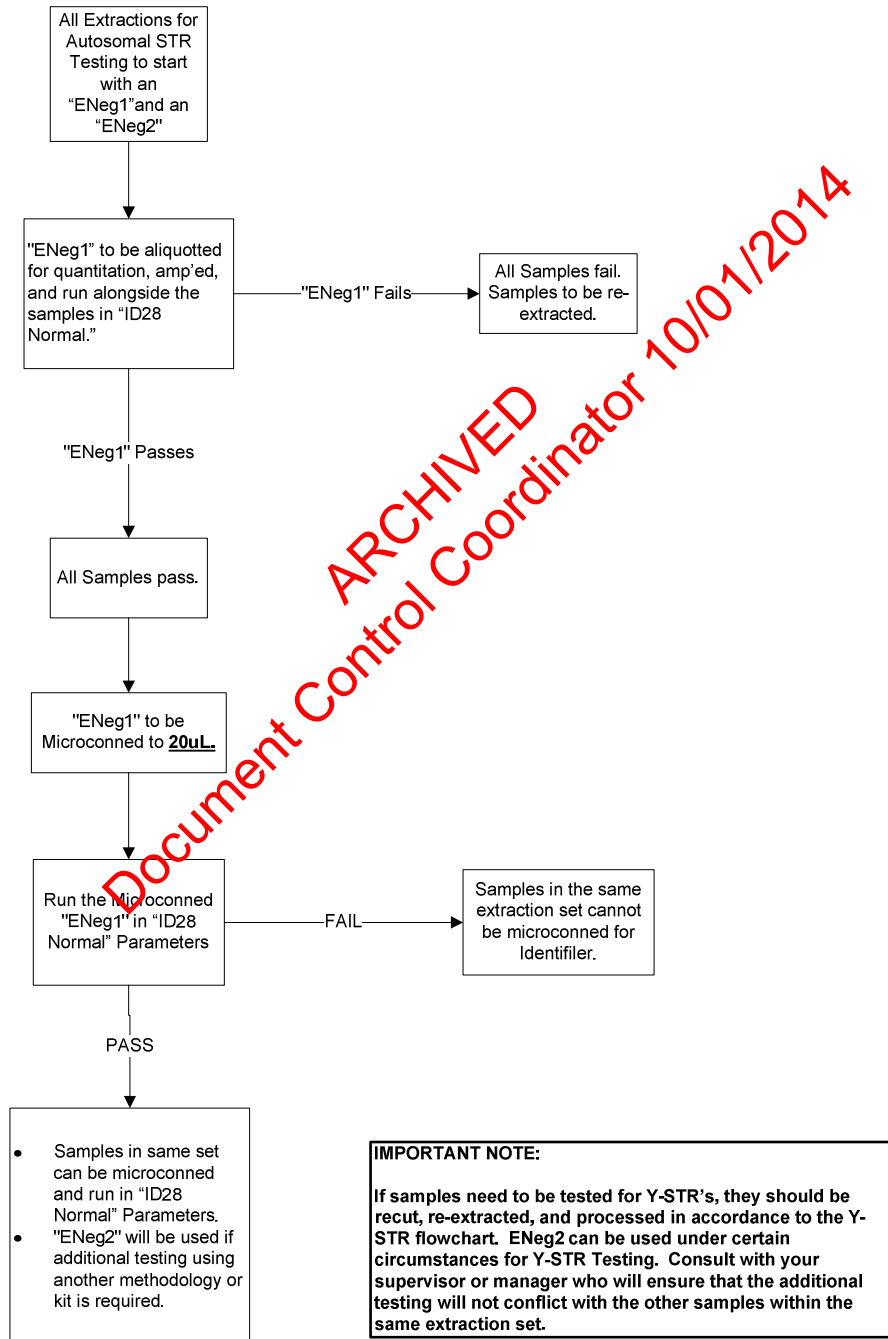 All Extractions for
Autosomal STR
Testing to start
with an
“ENeg1”and an
“ENeg2"
"ENeg1” to be aliquotted
for quantitation, amp’ed,
and run alongside the
samples in “ID28
Normal.”
"ENeg1" Fails
All Samples fail.
Samples to be re-
extracted.
"ENeg1" Passes
All Samples pass.
"ENeg1" to be
Microconned to 20uL.
Run the Microconned
"ENeg1" in “ID28
Normal” Parameters
FAIL
Samples in the same
extraction set cannot
be microconned for
Identifiler.
PASS
• Samples in same set
can be microconned
and run in “ID28
Normal” Parameters.
• "ENeg2” will be used if
additional testing using
another methodology or
kit is required.
IMPORTANT NOTE:
If samples need to be tested for Y-STR’s, they should be
recut, re-extracted, and processed in accordance to the Y-
STR flowchart.  ENeg2 can be used under certain
circumstances for Y-STR Testing.  Consult with your
supervisor or manager who will ensure that the additional
testing will not conflict with the other samples within the
same extraction set.
ARCHIVED
Document Control Coordinator 10/01/2014